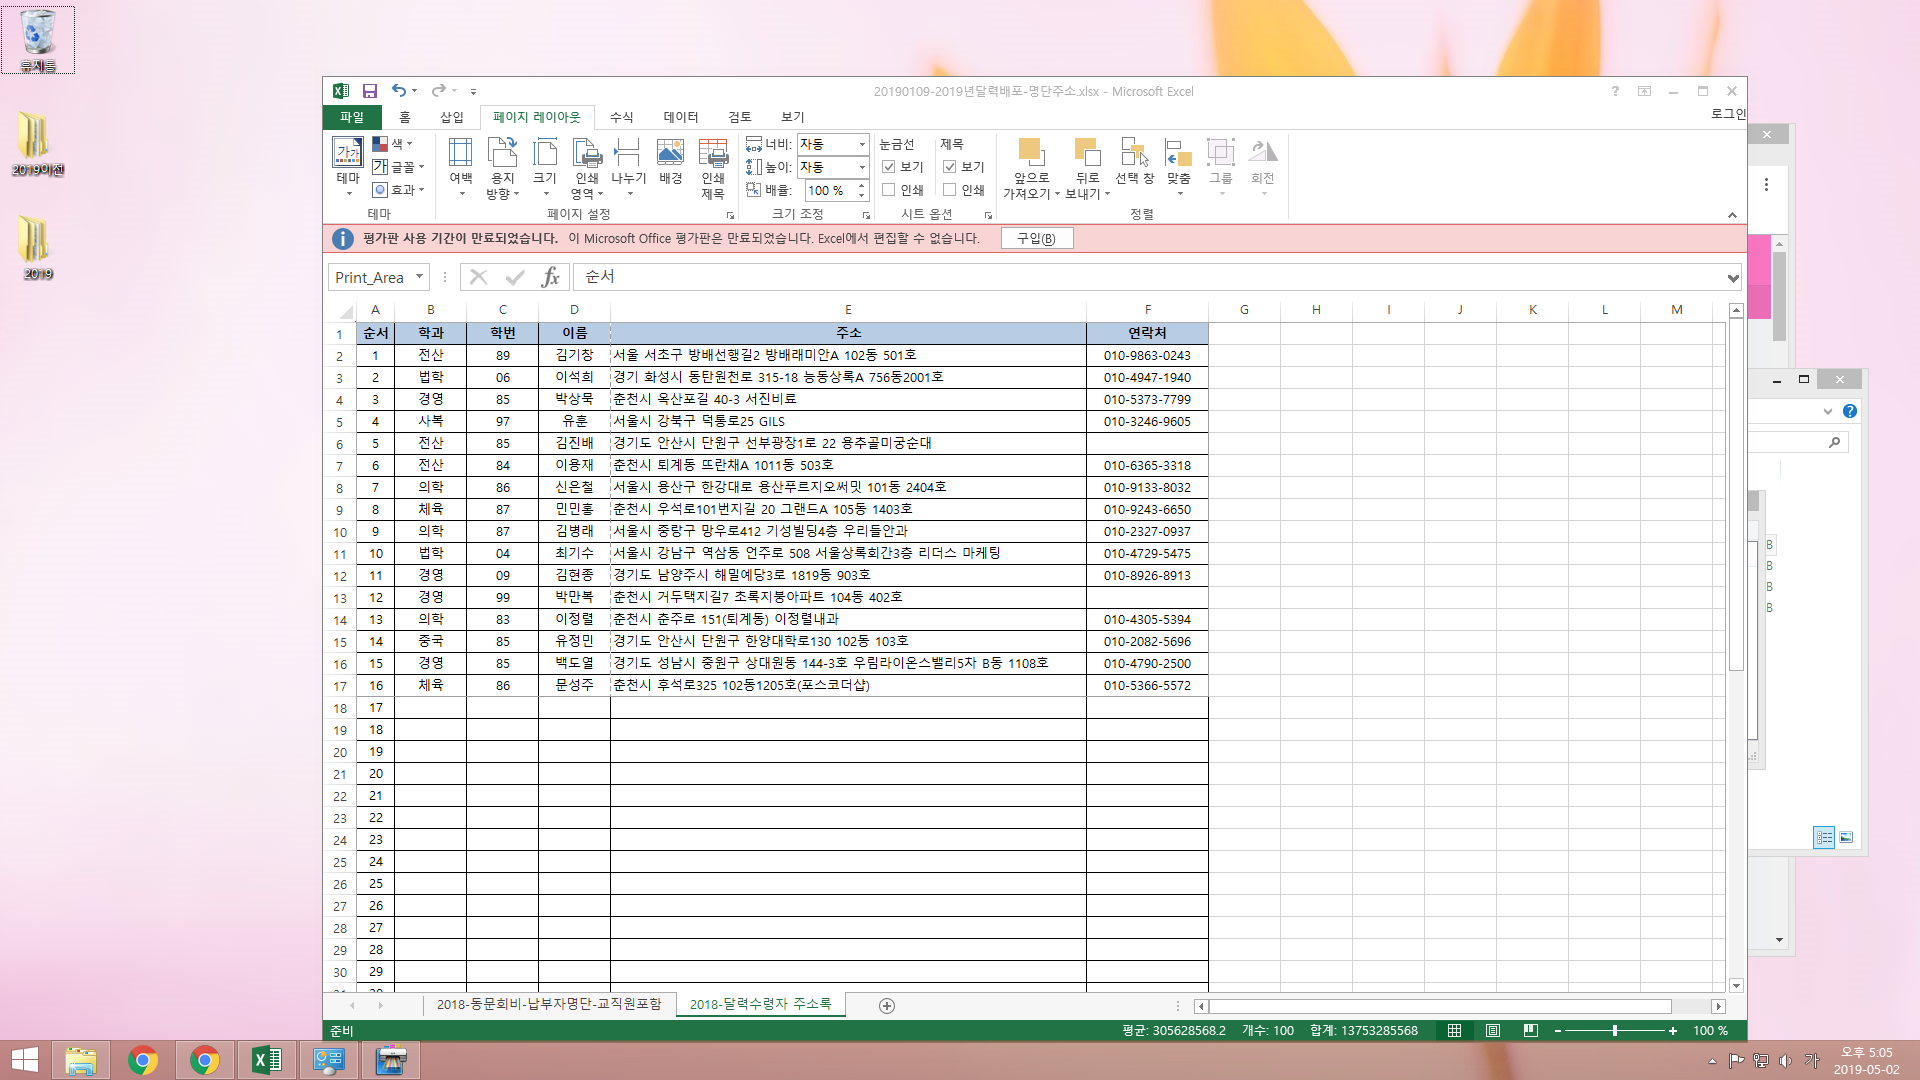 휴지통
2019이전
2019
20190109-2019년달력배포-명단주소.xlsx - Microsoft Excel
파일 홈 삽입 페이지 레이아웃 수식 데이터 검토 보기 로그인
테마 색 글꼴 효과 테마
여백 용지 방향 크기 인쇄 영역 나누기 배경 인쇄 제목 페이지 설정
너비: 자동 높이: 자동 배율: 100 % 크기 조정
눈금선 보기 인쇄 제목 보기 인쇄 시트 옵션
앞으로 가져오기 뒤로 보내기 선택 창 맞춤 그룹 회전 정렬
평가판 사용 기간이 만료되었습니다. 이 Microsoft Office 평가판은 만료되었습니다. Excel에서 편집할 수 없습니다. 구입(B)
Print_Area fx 순서
A B C D E F G H I J K L M
1 순서 학과 학번 이름 주소 연락처
2 1 전산 89 김기창 서울 서초구 방배선행길2 방배래미안A 102동 501호 010-9863-0243
3 2 법학 06 이석희 경기 화성시 동탄원천로 315-18 능동상록A 756동2001호 010-4947-1940
4 3 경영 85 박상묵 춘천시 옥산포길 40-3 서진비료 010-5373-7799
5 4 사복 97 유훈 서울시 강북구 덕통로25 GILS 010-3246-9605
6 5 전산 85 김진배 경기도 안산시 단원구 선부광장1로 22 용추골미궁순대
7 6 전산 84 이용재 춘천시 퇴계동 뜨란채A 1011동 503호 010-6365-3318
8 7 의학 86 신은철 서울시 용산구 한강대로 용산푸르지오써밋 101동 2404호 010-9133-8032
9 8 체육 87 민민홍 춘천시 우석로101번지길 20 그랜드A 105동 1403호 010-9243-6650
10 9 의학 87 김병래 서울시 중랑구 망우로412 기성빌딩4층 우리들안과 010-2327-0937
11 10 법학 04 최기수 서울시 강남구 역삼동 언주로 508 서울상록회간3층 리더스 마케팅 010-4729-5475
12 11 경영 09 김현종 경기도 남양주시 해밀예당3로 1819동 903호 010-8926-8913
13 12 경영 99 박만복 춘천시 거두택지길7 초록지붕아파트 104동 402호
14 13 의학 83 이정렬 춘천시 춘주로 151(퇴계동) 이정렬내과 010-4305-5394
15 14 중국 85 유정민 경기도 안산시 단원구 한양대학로130 102동 103호 010-2082-5696
16 15 경영 85 백도열 경기도 성남시 중원구 상대원동 144-3호 우림라이온스밸리5차 B동 1108호 010-4790-2500
17 16 체육 86 문성주 춘천시 후석로325 102동1205호(포스코더샵) 010-5366-5572
18 17
19 18
20 19
21 20
22 21
23 22
24 23
25 24
26 25
27 26
28 27
29 28
30 29
B
B
B
B
2018-동문회비-납부자명단-교직원포함 2018-달력수령자 주소록
준비 평균: 305628568.2 개수: 100 합계: 13753285568 100 %
가 오후 5:05
2019-05-02